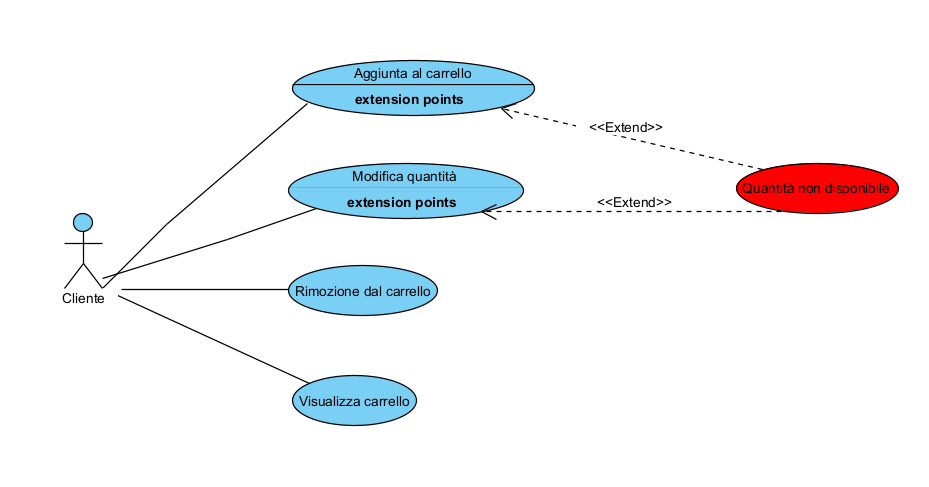 Aggiunta al carrello
extension points
<<Extend>>
Modifica quantità
extension points
Quantità non disponibile
<<Extend>>
Cliente
Rimozione dal carrello
Visualizza carrello